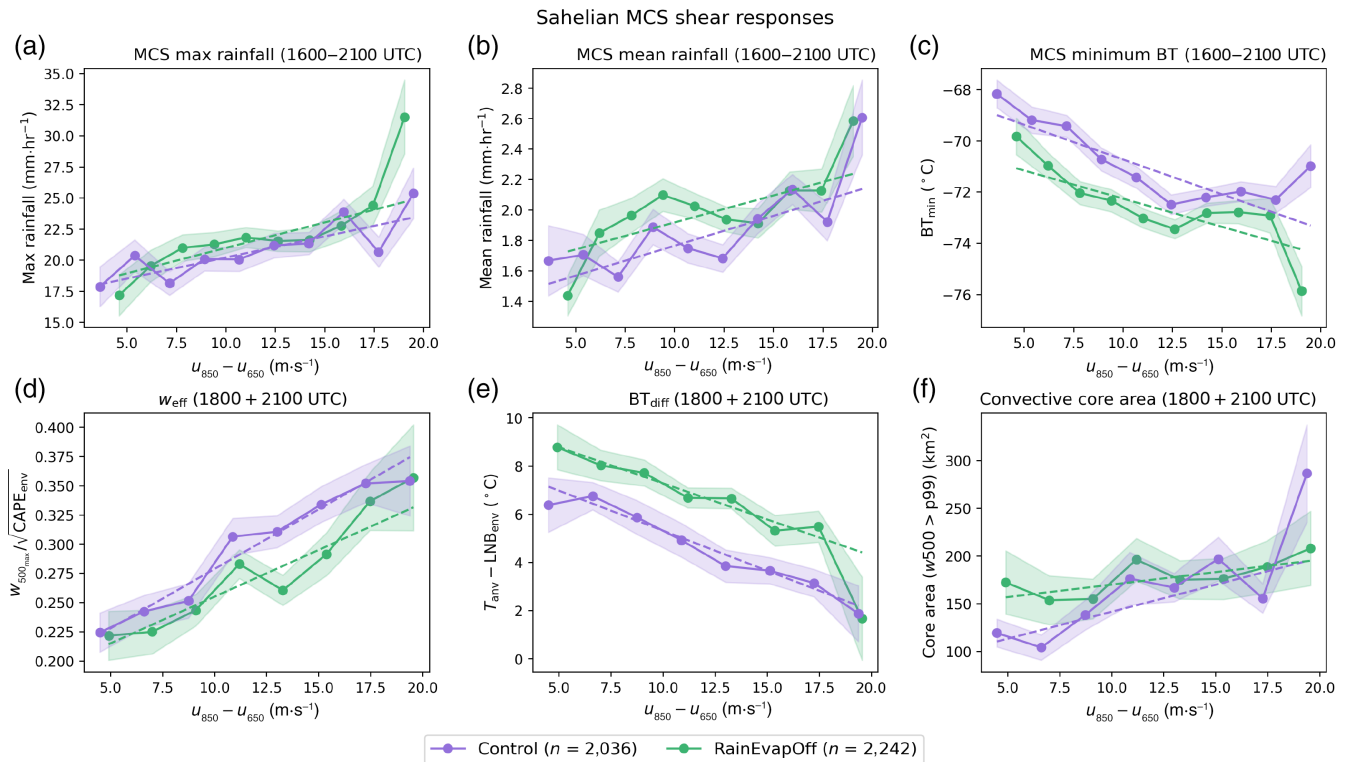 Sahelian MCS shear responses
(a)
MCS max rainfall (1600–2100 UTC)
35.0
32.5
30.0
27.5
25.0
22.5
20.0
17.5
15.0
Max rainfall (mm·hr⁻¹)
5.0 7.5 10.0 12.5 15.0 17.5 20.0
u₈₅₀ – u₆₅₀ (m·s⁻¹)
(b)
MCS mean rainfall (1600–2100 UTC)
2.8
2.6
2.4
2.2
2.0
1.8
1.6
1.4
Mean rainfall (mm·hr⁻¹)
5.0 7.5 10.0 12.5 15.0 17.5 20.0
u₈₅₀ – u₆₅₀ (m·s⁻¹)
(c)
MCS minimum BT (1600–2100 UTC)
−68
−70
−72
−74
−76
BTmin (°C)
5.0 7.5 10.0 12.5 15.0 17.5 20.0
u₈₅₀ – u₆₅₀ (m·s⁻¹)
(d)
weff (1800 + 2100 UTC)
0.400
0.375
0.350
0.325
0.300
0.275
0.250
0.225
0.200
w500max/√CAPEenv
5.0 7.5 10.0 12.5 15.0 17.5 20.0
u₈₅₀ – u₆₅₀ (m·s⁻¹)
(e)
BTdiff (1800 + 2100 UTC)
10
8
6
4
2
0
Tanv − LNBenv (°C)
5.0 7.5 10.0 12.5 15.0 17.5 20.0
u₈₅₀ – u₆₅₀ (m·s⁻¹)
(f)
Convective core area (1800 + 2100 UTC)
300
250
200
150
100
Core area (w500 > p99) (km²)
5.0 7.5 10.0 12.5 15.0 17.5 20.0
u₈₅₀ – u₆₅₀ (m·s⁻¹)
Control (n = 2,036) RainEvapOff (n = 2,242)